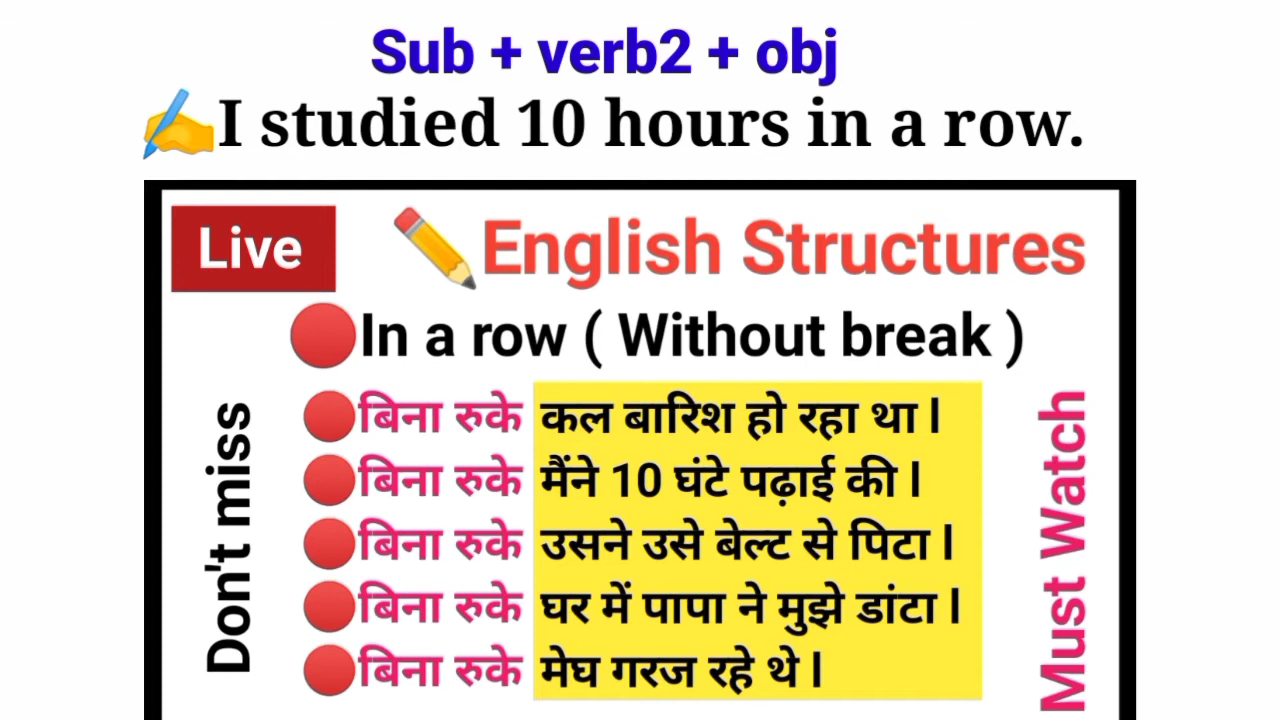 Sub + verb2 + obj
✍I studied 10 hours in a row.
Live
✏English Structures
🔴In a row ( Without break )
Don't miss
🔴बिना रुके कल बारिश हो रहा था l
🔴बिना रुके मैंने 10 घंटे पढ़ाई की l
🔴बिना रुके उसने उसे बेल्ट से पिटा l
🔴बिना रुके घर में पापा ने मुझे डांटा l
🔴बिना रुके मेघ गरज रहे थे l
Must Watch